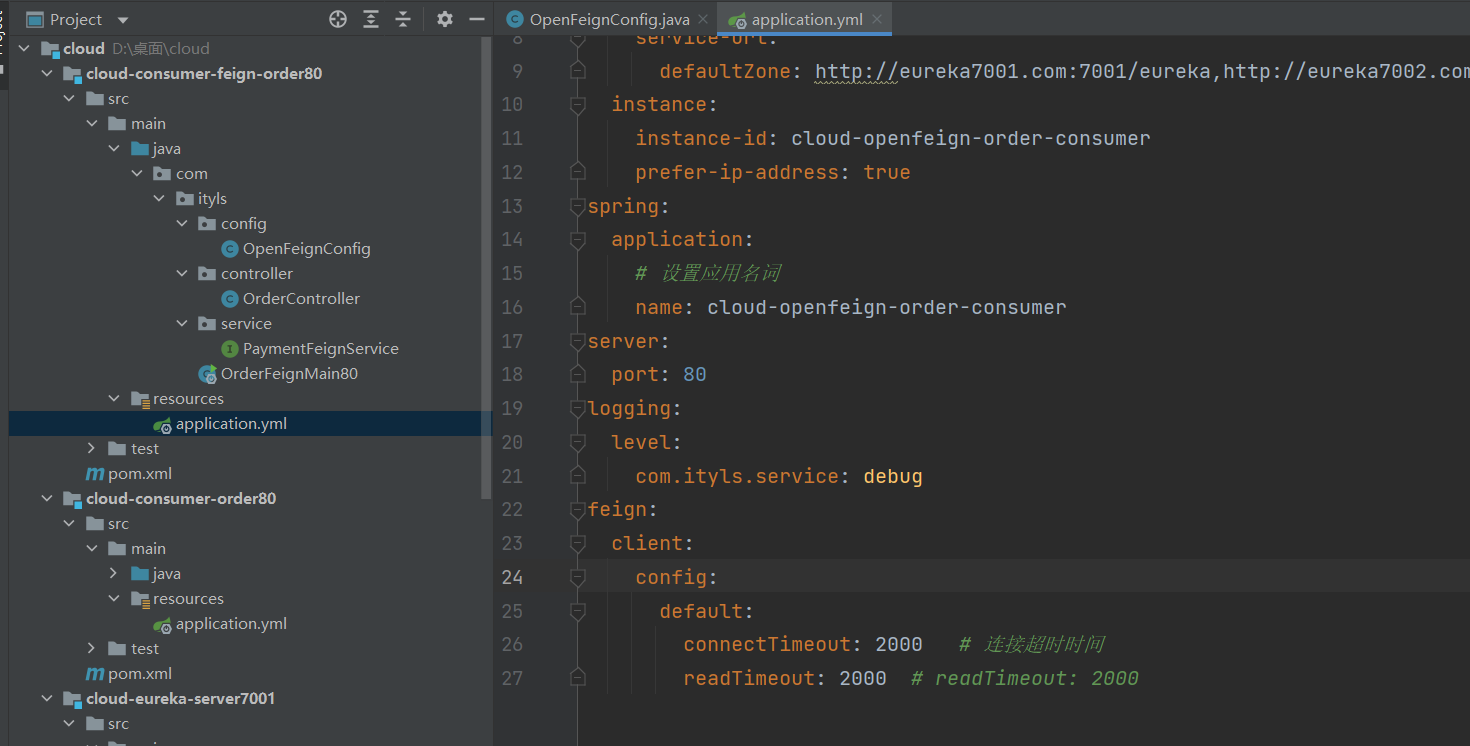 Project
cloud D:\桌面\cloud
cloud-consumer-feign-order80
src
main
java
com
ityls
config
OpenFeignConfig
controller
OrderController
service
PaymentFeignService
OrderFeignMain80
resources
application.yml
test
pom.xml
cloud-consumer-order80
src
main
java
resources
application.yml
test
pom.xml
cloud-eureka-server7001
src
OpenFeignConfig.java
application.yml
8 service-url:
9 defaultZone: http://eureka7001.com:7001/eureka,http://eureka7002.com
10 instance:
11 instance-id: cloud-openfeign-order-consumer
12 prefer-ip-address: true
13 spring:
14 application:
15 # 设置应用名词
16 name: cloud-openfeign-order-consumer
17 server:
18 port: 80
19 logging:
20 level:
21 com.ityls.service: debug
22 feign:
23 client:
24 config:
25 default:
26 connectTimeout: 2000 # 连接超时时间
27 readTimeout: 2000 # readTimeout: 2000